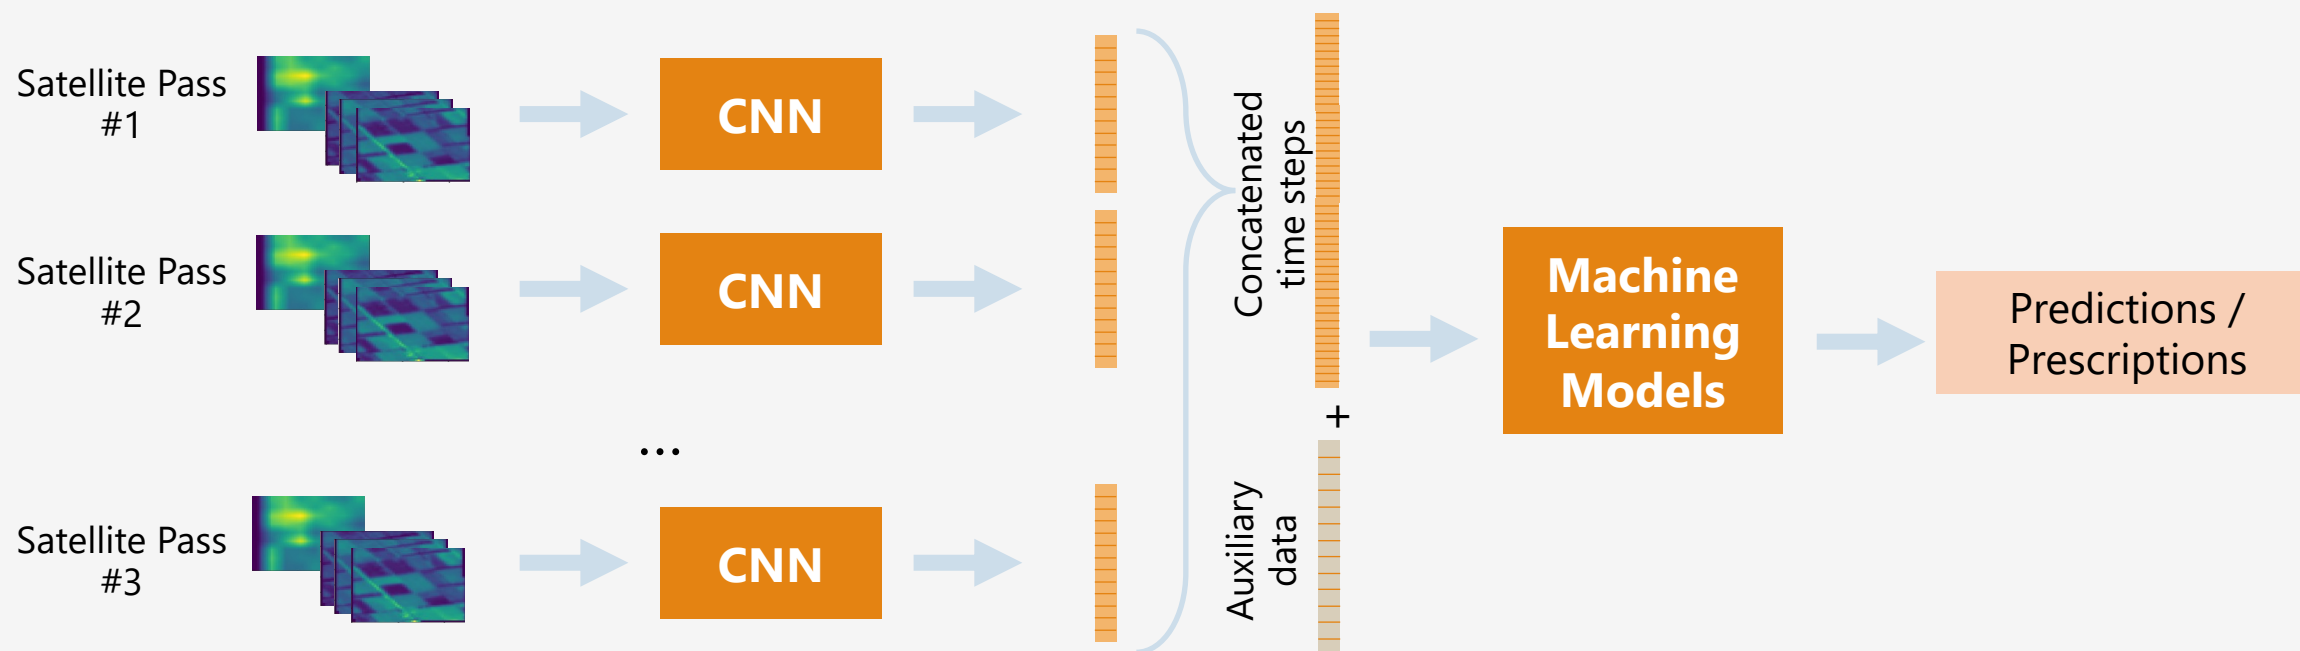 Satellite Pass
#1
CNN
Satellite Pass
#2
CNN
...
Satellite Pass
#3
CNN
Concatenated
time steps
+
Auxiliary
data
Machine
Learning
Models
Predictions /
Prescriptions